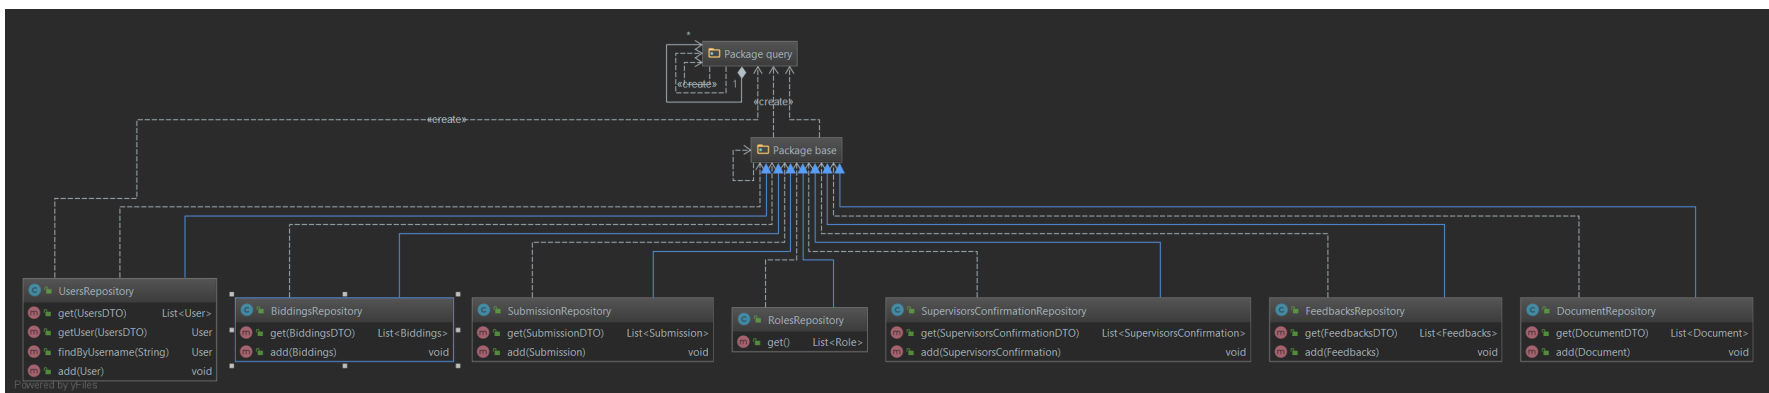 *
Package query
«create»
1
«create»
«create»
Package base
UsersRepository
get(UsersDTO) List<User>
getUser(UsersDTO) User
findByUsername(String) User
add(User) void
BiddingsRepository
get(BiddingsDTO) List<Biddings>
add(Biddings) void
SubmissionRepository
get(SubmissionDTO) List<Submission>
add(Submission) void
RolesRepository
get() List<Role>
SupervisorsConfirmationRepository
get(SupervisorsConfirmationDTO) List<SupervisorsConfirmation>
add(SupervisorsConfirmation) void
FeedbacksRepository
get(FeedbacksDTO) List<Feedbacks>
add(Feedbacks) void
DocumentRepository
get(DocumentDTO) List<Document>
add(Document) void
Powered by yFiles